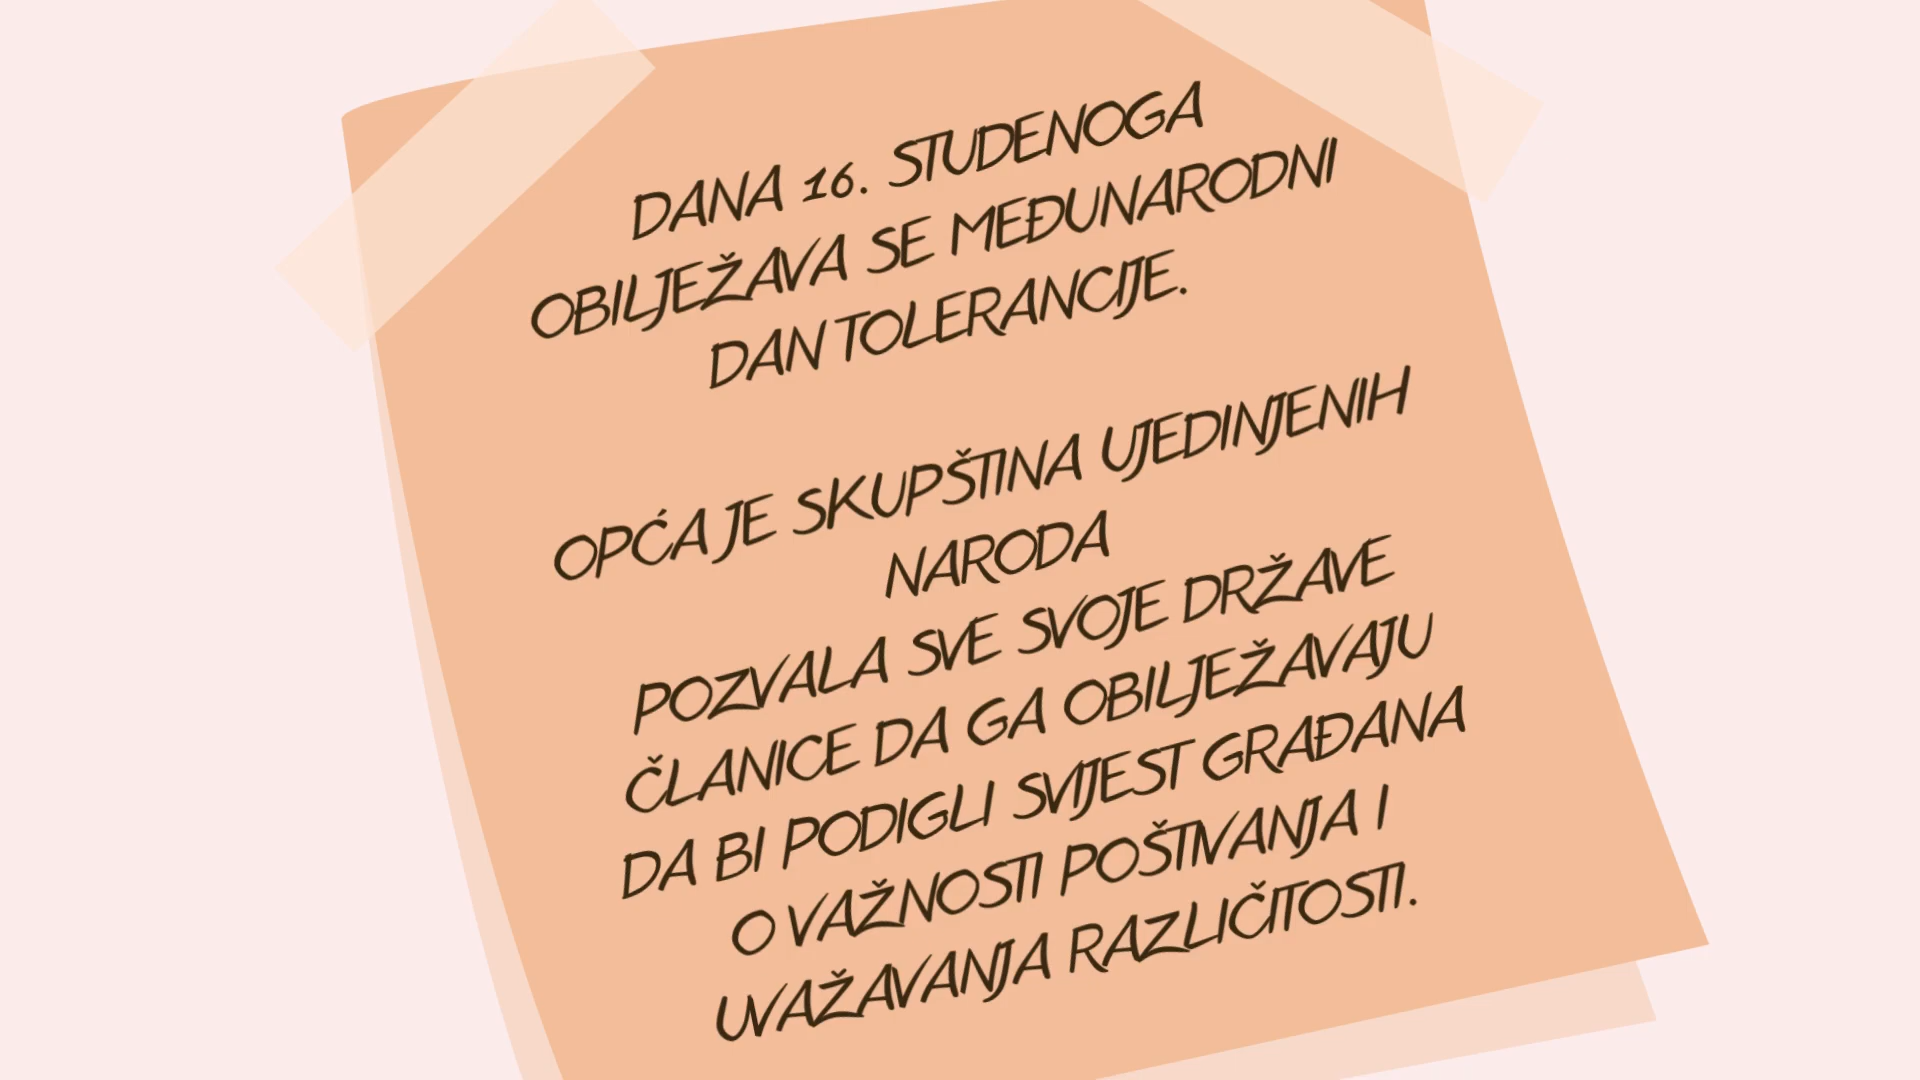 DANA 16. STUDENOGA
OBILJEŽAVA SE MEĐUNARODNI
DAN TOLERANCIJE.
OPĆA JE SKUPŠTINA UJEDINJENIH
NARODA
POZVALA SVE SVOJE DRŽAVE
ČLANICE DA GA OBILJEŽAVAJU
DA BI PODIGLI SVIJEST GRAĐANA
O VAŽNOSTI POŠTIVANJA I
UVAŽAVANJA RAZLIČITOSTI.